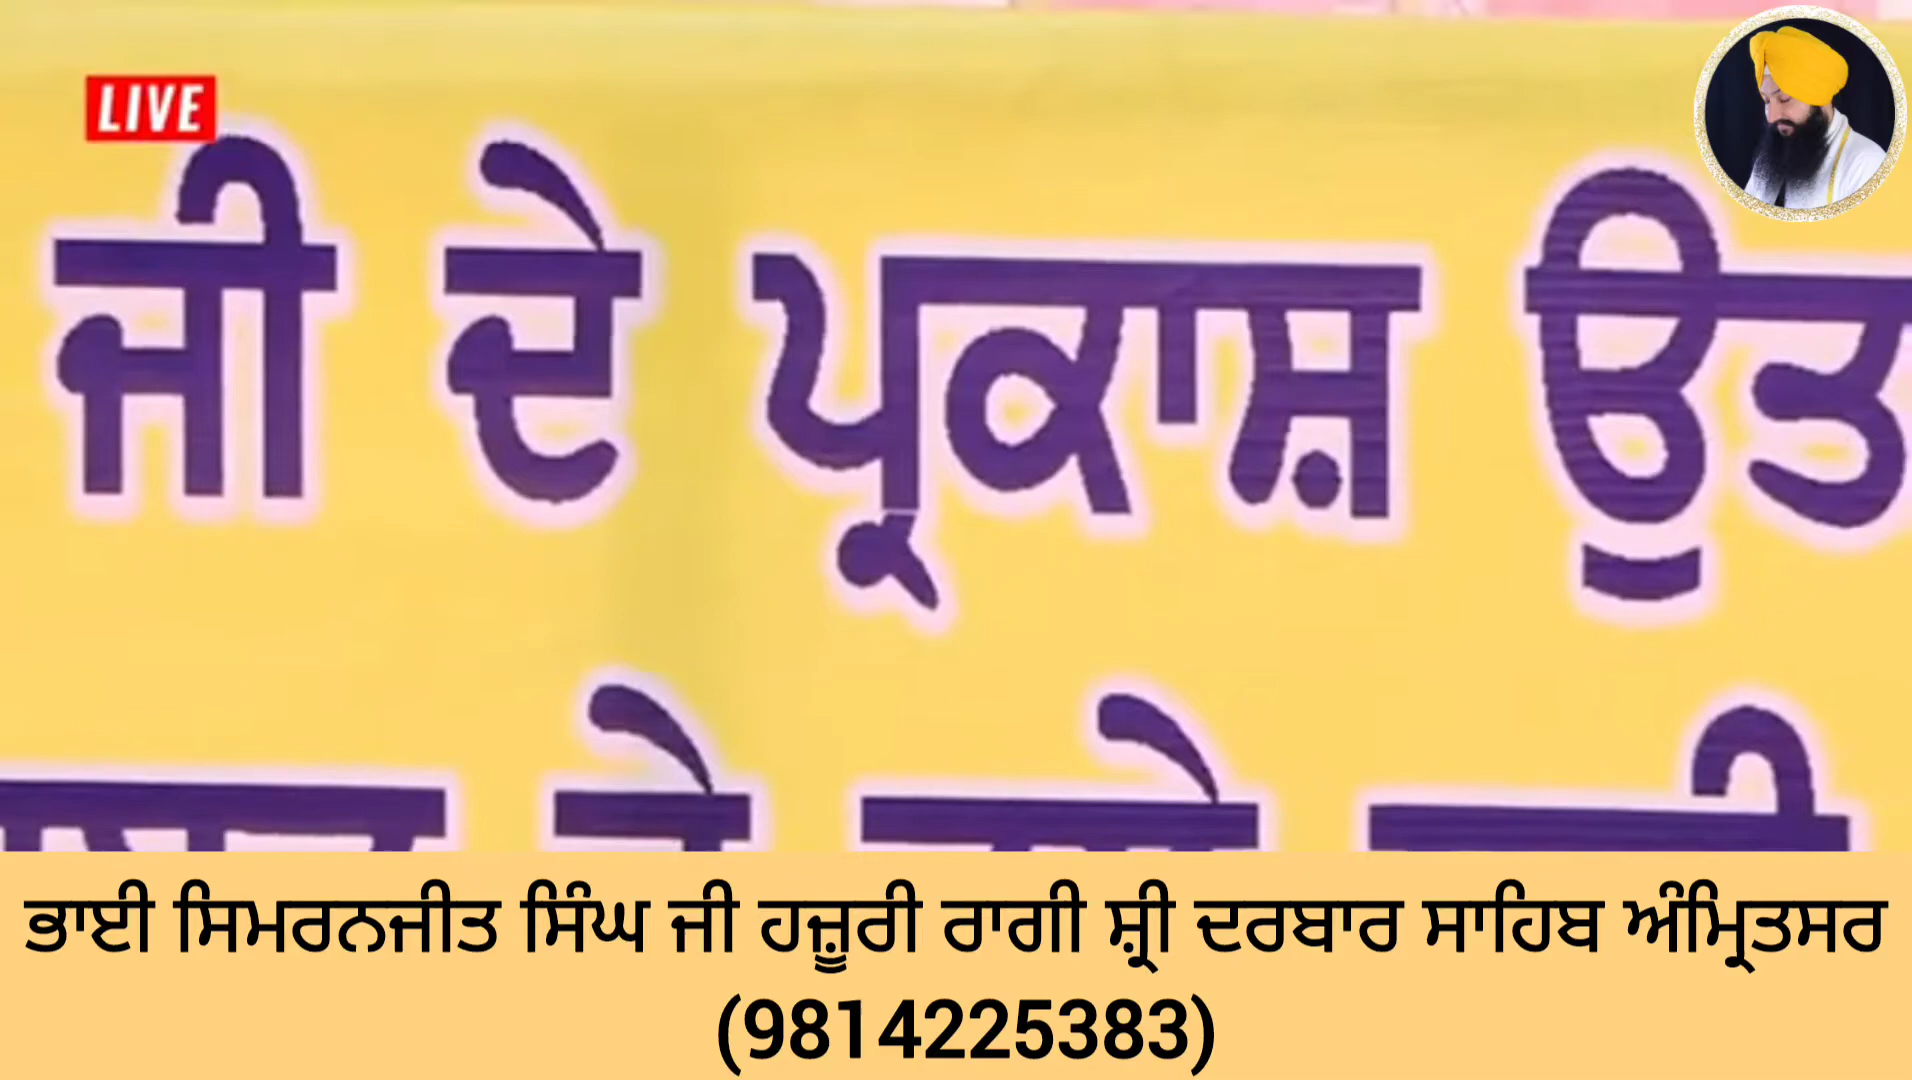 LIVE
ਜੀ ਦੇ ਪ੍ਰਕਾਸ਼
ਭਾਈ ਸਿਮਰਨਜੀਤ ਸਿੰਘ ਜੀ ਹਜ਼ੂਰੀ ਰਾਗੀ ਸ਼੍ਰੀ ਦਰਬਾਰ ਸਾਹਿਬ ਅੰਮ੍ਰਿਤਸਰ
(9814225383)